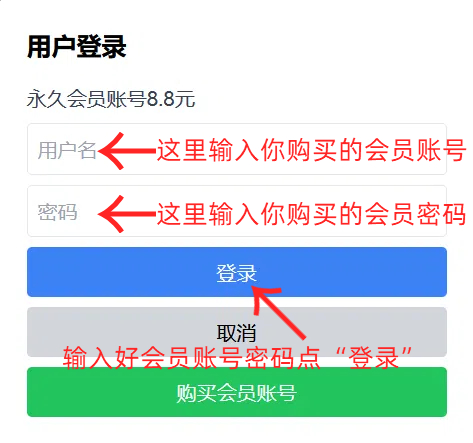 用户登录
永久会员账号8.8元
用户名
这里输入你购买的会员账号
密码
这里输入你购买的会员密码
登录
取消
输入好会员账号密码点“登录”
购买会员账号